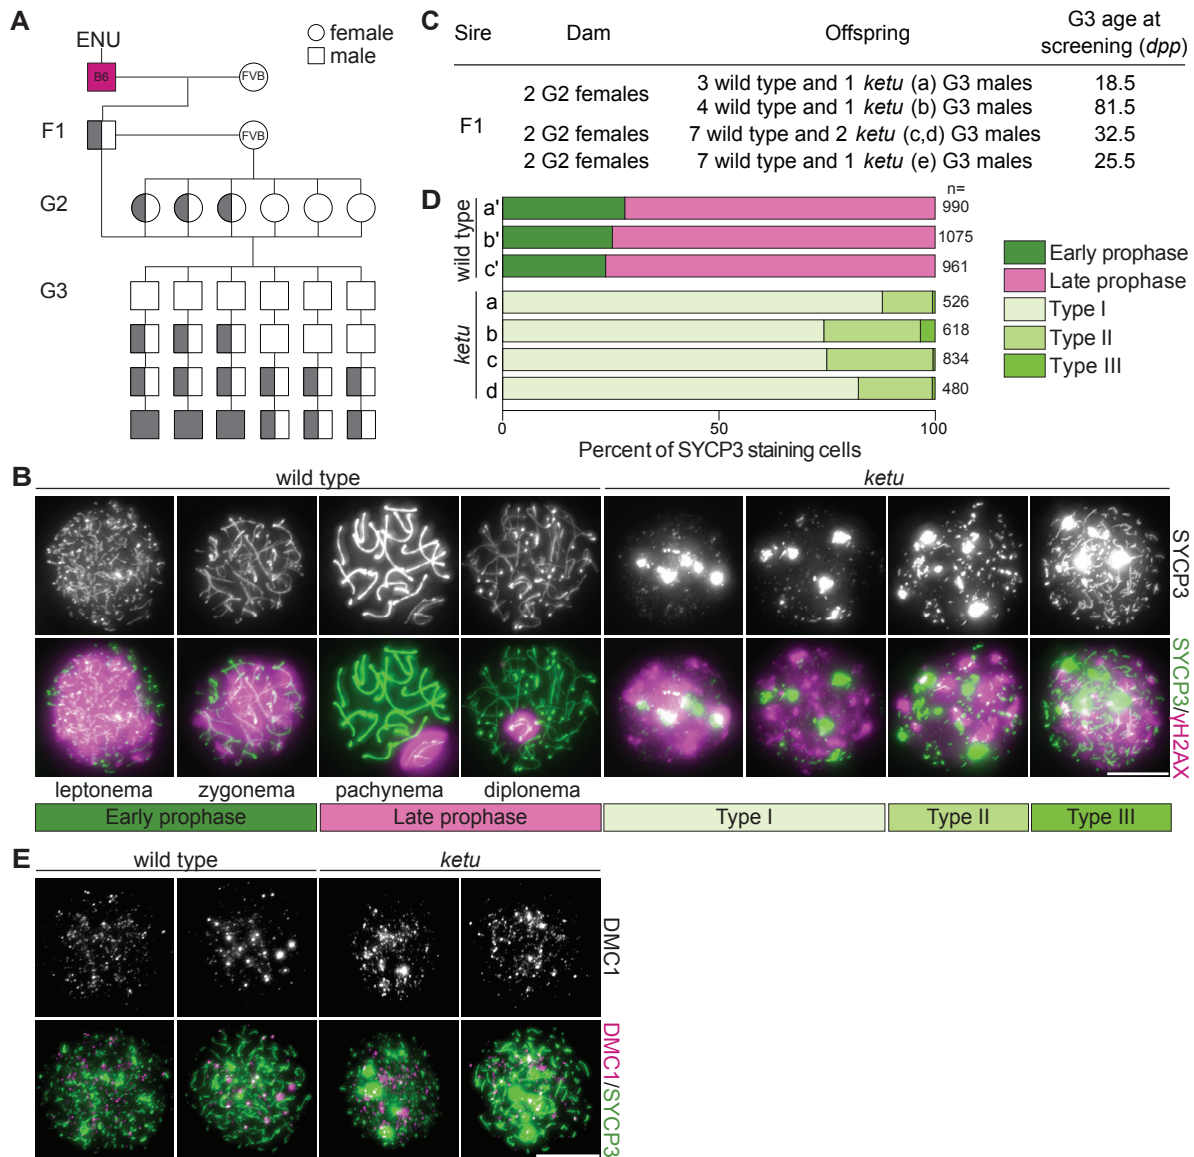 A
ENU
B6
FVB
female
male
F1
FVB
G2
G3
C
Sire Dam Offspring G3 age at screening (dpp)
F1
2 G2 females 3 wild type and 1 ketu (a) G3 males 18.5
4 wild type and 1 ketu (b) G3 males 81.5
2 G2 females 7 wild type and 2 ketu (c,d) G3 males 32.5
2 G2 females 7 wild type and 1 ketu (e) G3 males 25.5
D
n=
wild type
a' 990
b' 1075
c' 961
ketu
a 526
b 618
c 834
d 480
0 50 100
Percent of SYCP3 staining cells
Early prophase
Late prophase
Type I
Type II
Type III
B
wild type ketu
SYCP3
SYCP3/γH2AX
leptonema zygonema pachynema diplonema
Early prophase Late prophase Type I Type II Type III
E
wild type ketu
DMC1
DMC1/SYCP3